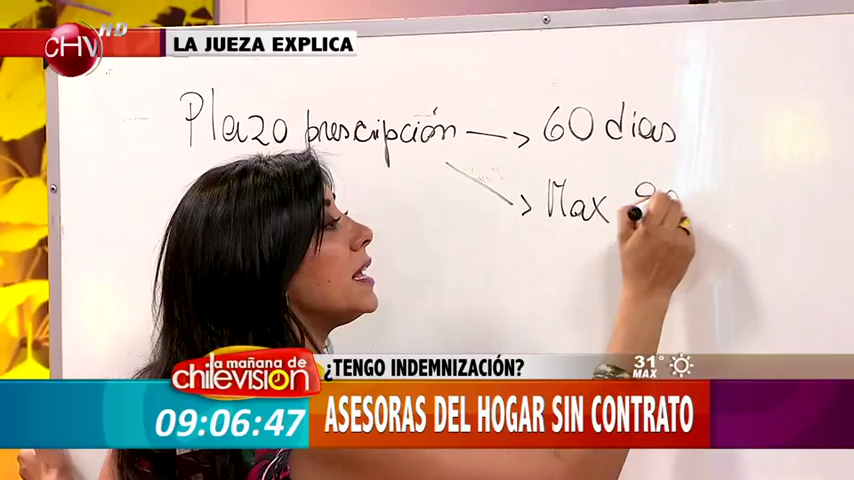 CHV HD
LA JUEZA EXPLICA
Plazo prescripción → 60 dias
→ Max
la mañana de
chilevisión
¿TENGO INDEMNIZACIÓN?
31°
MAX
09:06:47
ASESORAS DEL HOGAR SIN CONTRATO